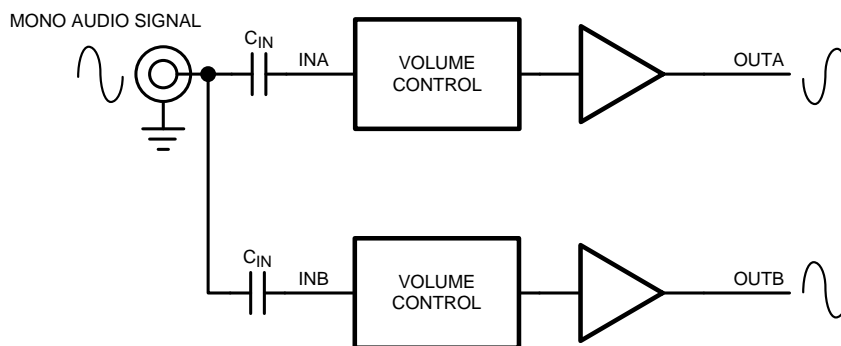 MONO AUDIO SIGNAL
CIN
INA
VOLUME
CONTROL
OUTA
CIN
INB
VOLUME
CONTROL
OUTB